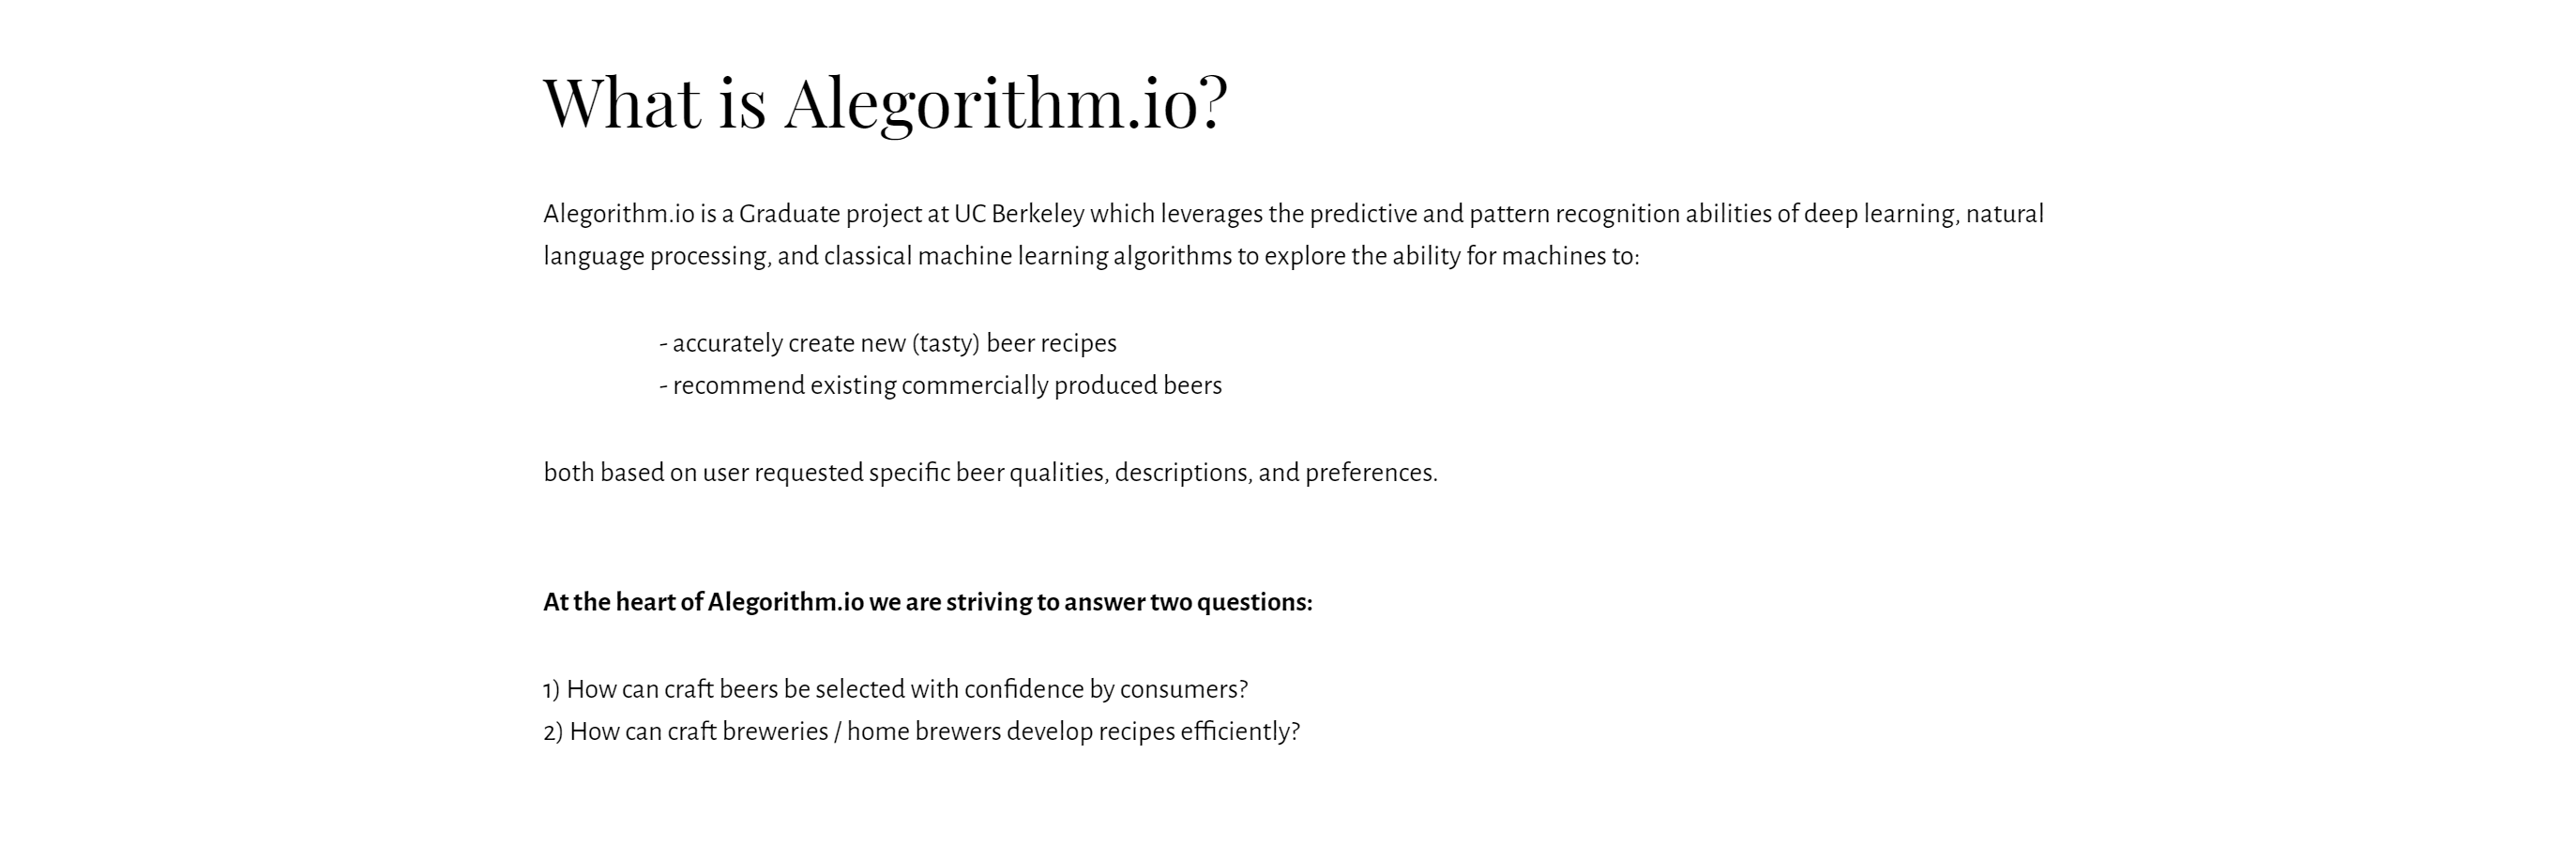 What is Alegorithm.io?
Alegorithm.io is a Graduate project at UC Berkeley which leverages the predictive and pattern recognition abilities of deep learning, natural
language processing, and classical machine learning algorithms to explore the ability for machines to:
- accurately create new (tasty) beer recipes
- recommend existing commercially produced beers
both based on user requested specific beer qualities, descriptions, and preferences.
At the heart of Alegorithm.io we are striving to answer two questions:
1) How can craft beers be selected with confidence by consumers?
2) How can craft breweries / home brewers develop recipes efficiently?